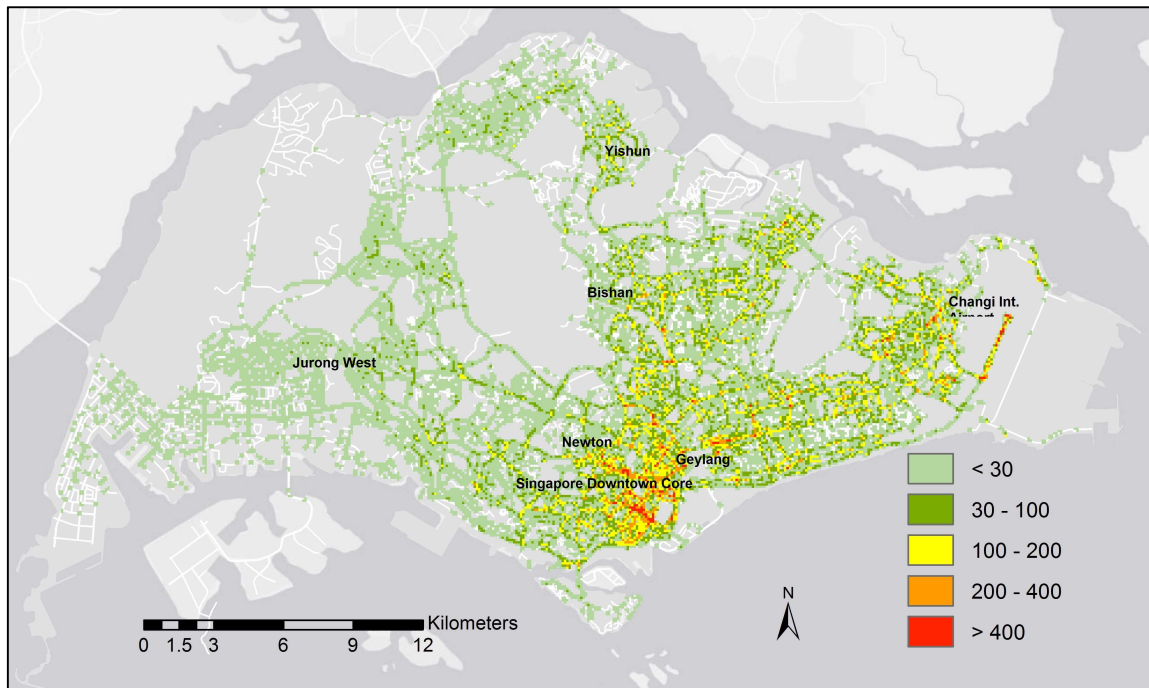 Yishun
Bishan
Changi Int.
Airport
Jurong West
Newton
Geylang
Singapore Downtown Core
< 30
30 - 100
100 - 200
200 - 400
> 400
N
Kilometers
0 1.5 3 6 9 12